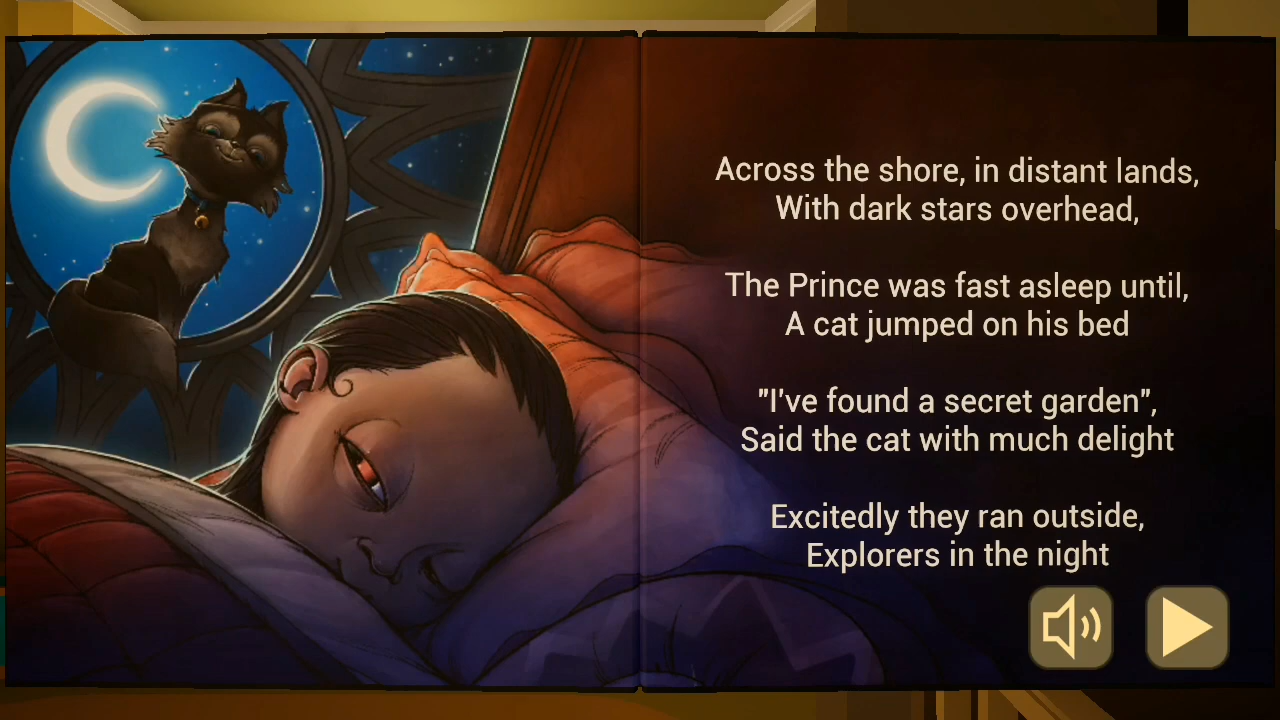 Across the shore, in distant lands,
With dark stars overhead,
The Prince was fast asleep until,
A cat jumped on his bed
"I've found a secret garden",
Said the cat with much delight
Excitedly they ran outside,
Explorers in the night